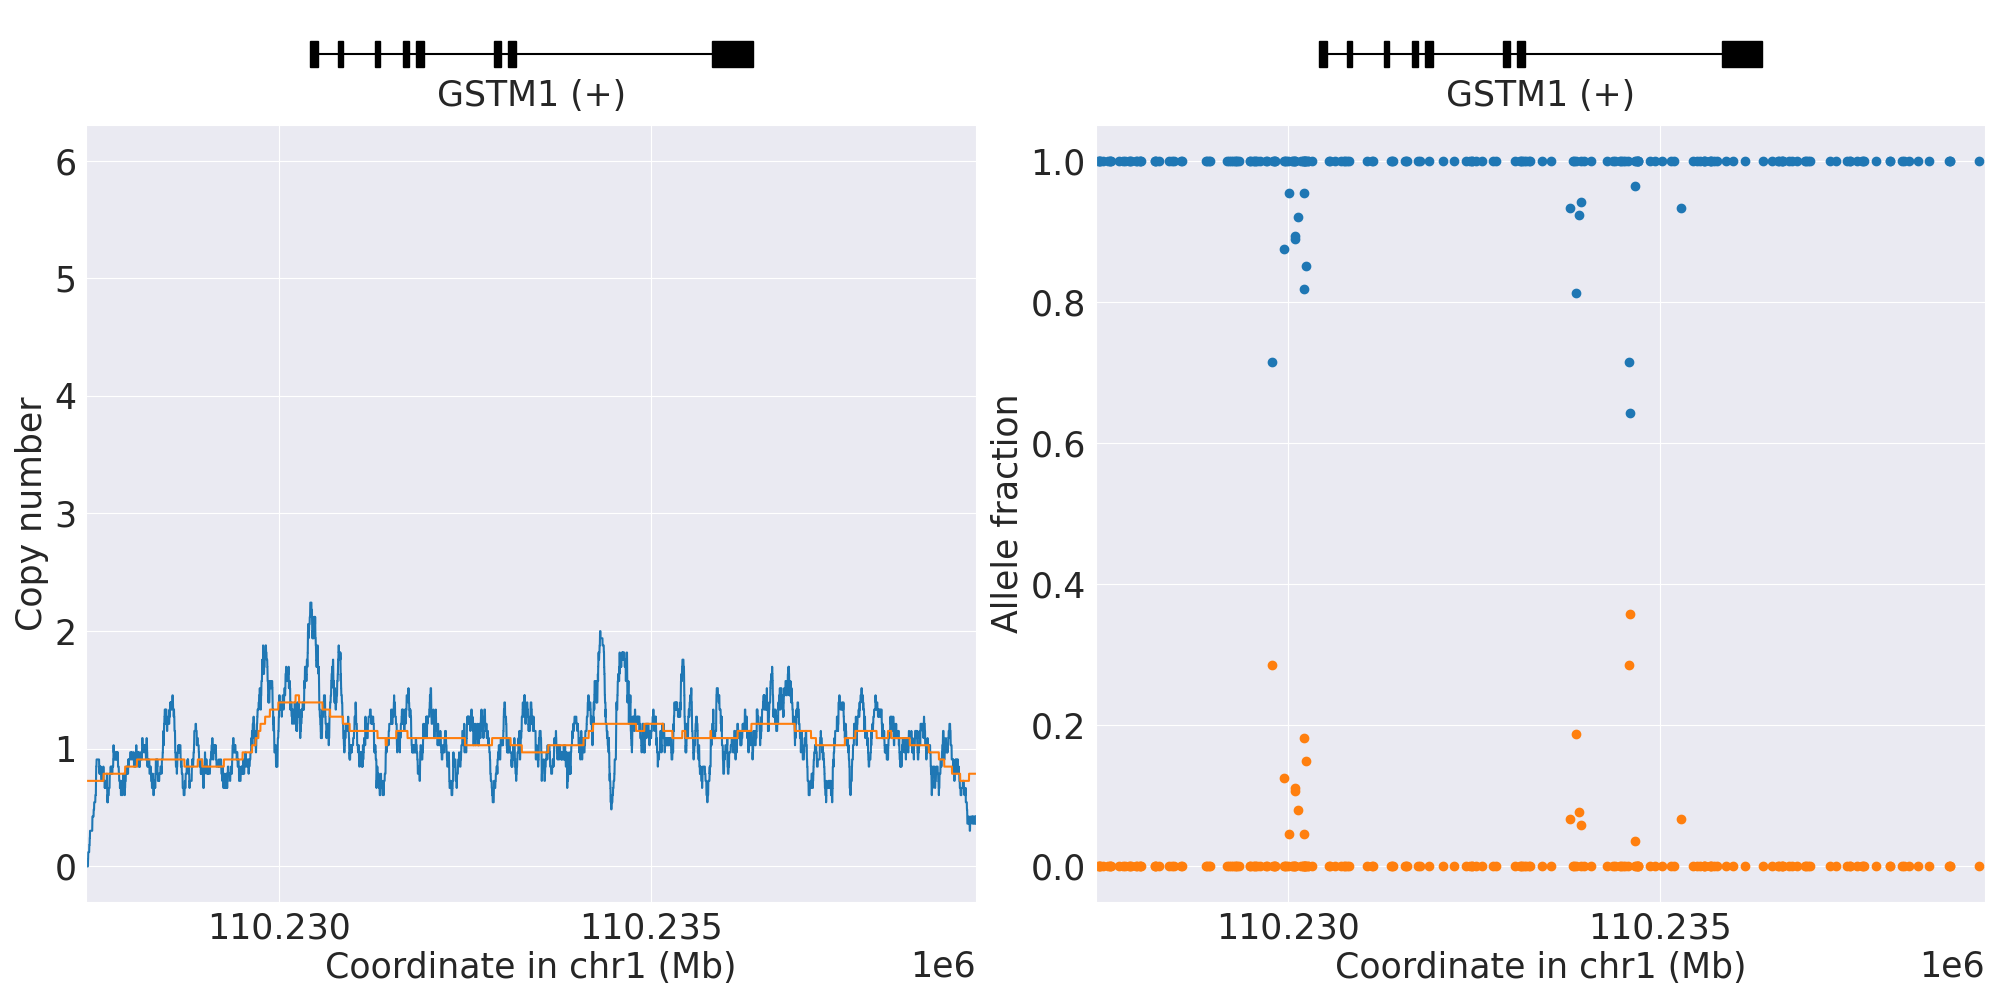 GSTM1 (+)
6
5
4
3
2
1
0
Copy number
110.230
110.235
Coordinate in chr1 (Mb)
1e6
GSTM1 (+)
1.0
0.8
0.6
0.4
0.2
0.0
Allele fraction
110.230
110.235
Coordinate in chr1 (Mb)
1e6